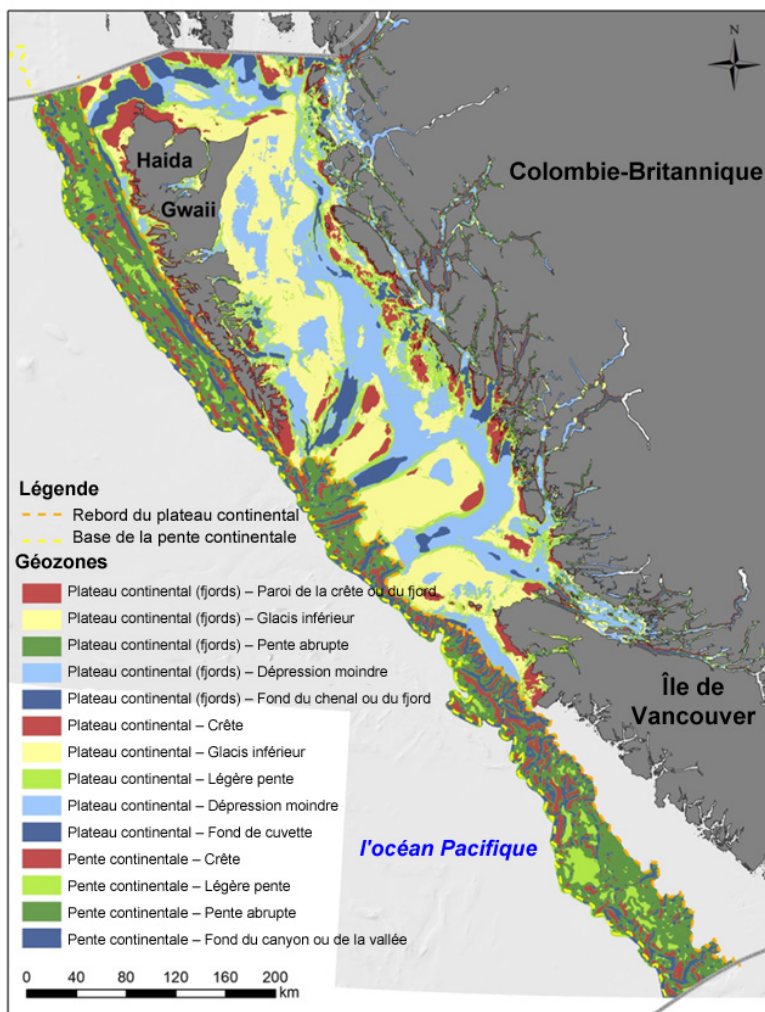 N
Haida
Gwaii
Colombie-Britannique
Légende
Rebord du plateau continental
Base de la pente continentale
Géozones
Plateau continental (fjords) – Paroi de la crête ou du fjord
Plateau continental (fjords) – Glacis inférieur
Plateau continental (fjords) – Pente abrupte
Plateau continental (fjords) – Dépression moindre
Plateau continental (fjords) – Fond du chenal ou du fjord
Plateau continental – Crête
Plateau continental – Glacis inférieur
Plateau continental – Légère pente
Plateau continental – Dépression moindre
Plateau continental – Fond de cuvette
Pente continentale – Crête
Pente continentale – Légère pente
Pente continentale – Pente abrupte
Pente continentale – Fond du canyon ou de la vallée
Île de
Vancouver
l'océan Pacifique
0 40 80 120 160 200
km